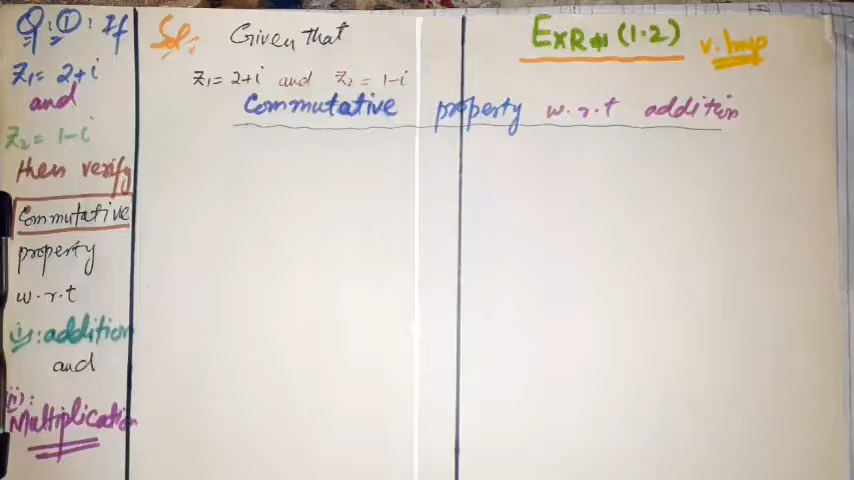 Q:①: If
Z₁= 2+i
and
Z₂ = 1-i
then verify
Commutative
property
w.r.t
i): addition
and
ii):
Multiplication
Sol:
Given that
Z₁= 2+i and Z₂ = 1-i
Commutative property w.r.t addition
ExR# (1.2)
v.Imp